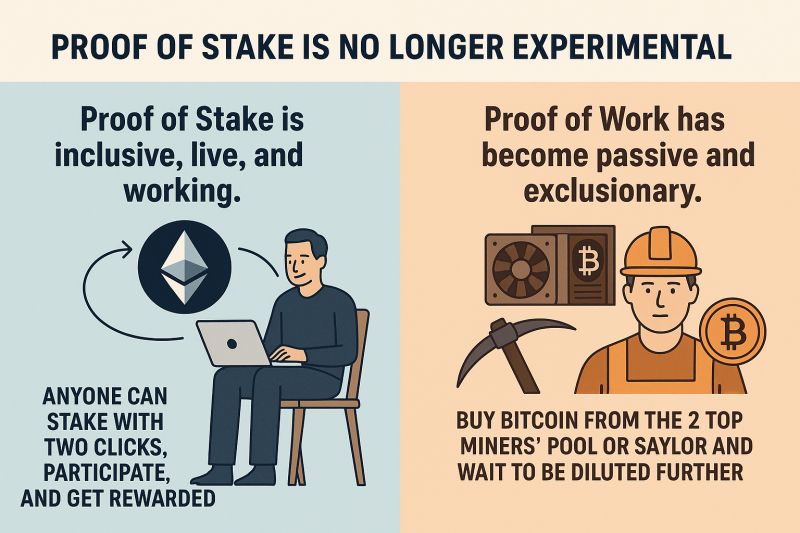 PROOF OF STAKE IS NO LONGER EXPERIMENTAL
Proof of Stake is
inclusive, live, and
working.
ANYONE CAN
STAKE WITH
TWO CLICKS,
PARTICIPATE,
AND GET REWARDED
Proof of Work has
become passive and
exclusionary.
BUY BITCOIN FROM THE 2 TOP
MINERS' POOL OR SAYLOR AND
WAIT TO BE DILUTED FURTHER